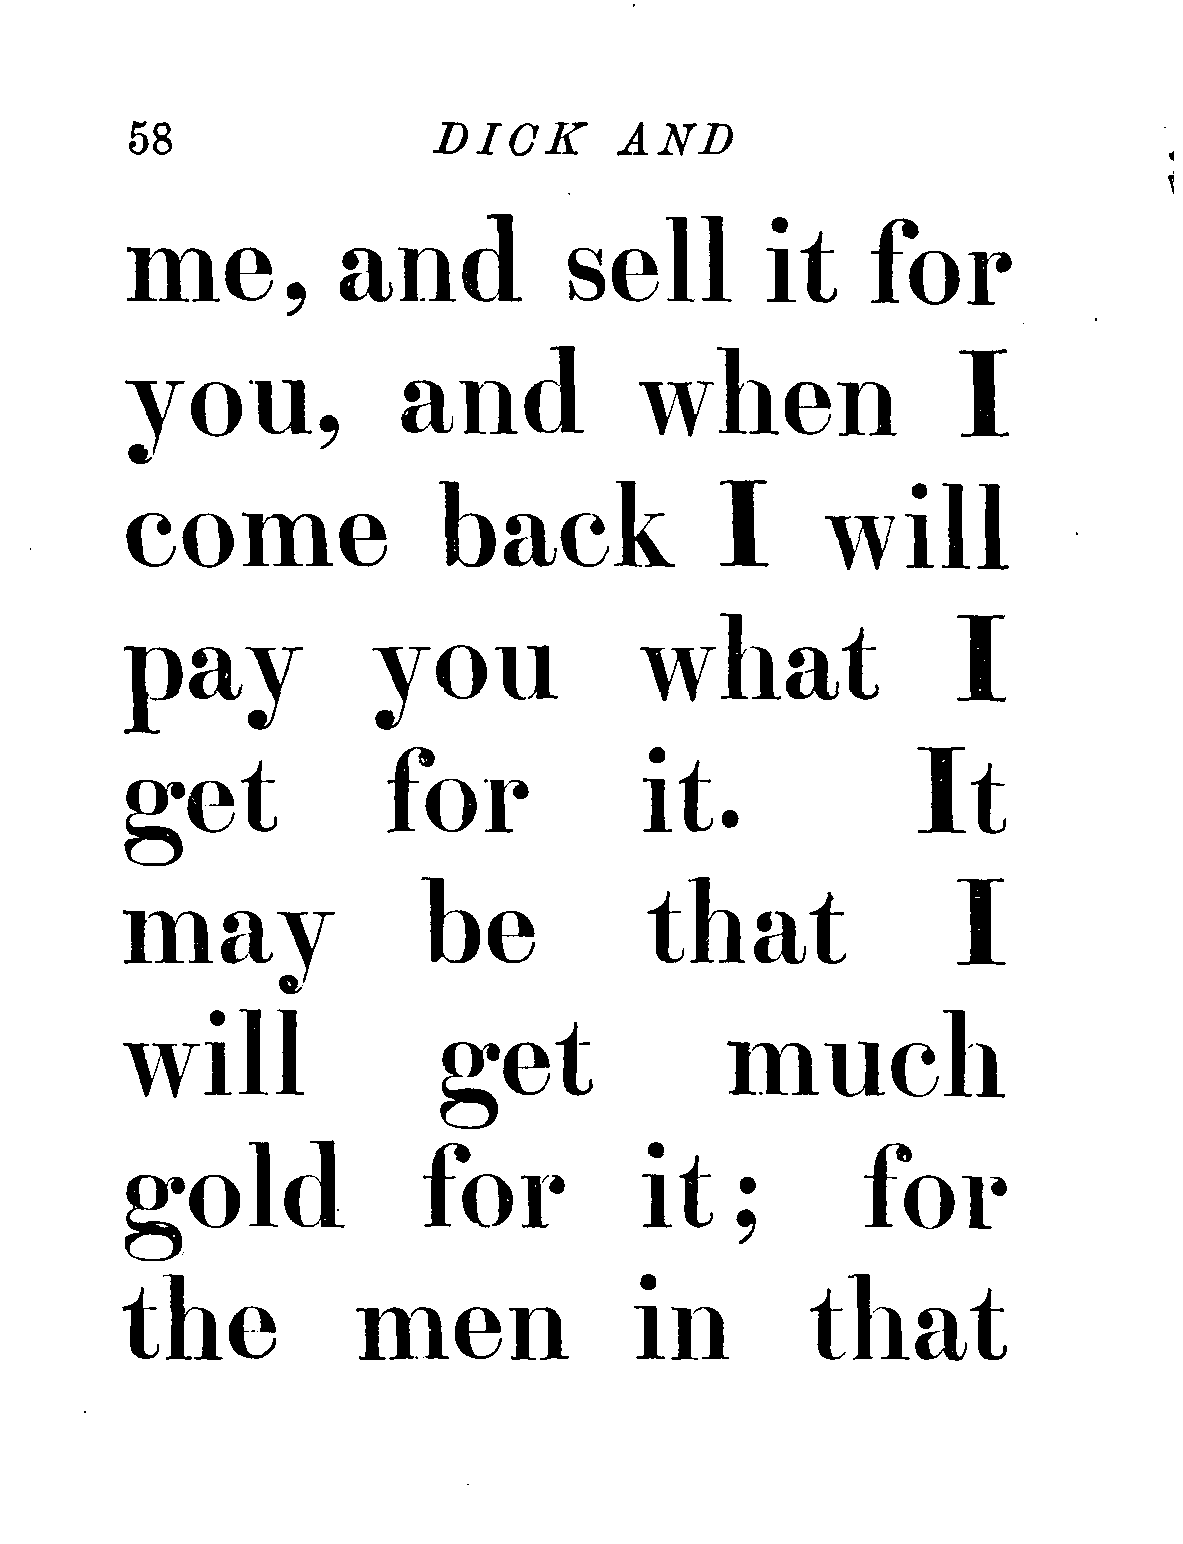 58 DICK AND
me, and sell it for
you, and when I
come back I will
pay you what I
get for it. It
may be that I
will get much
gold for it; for
the men in that